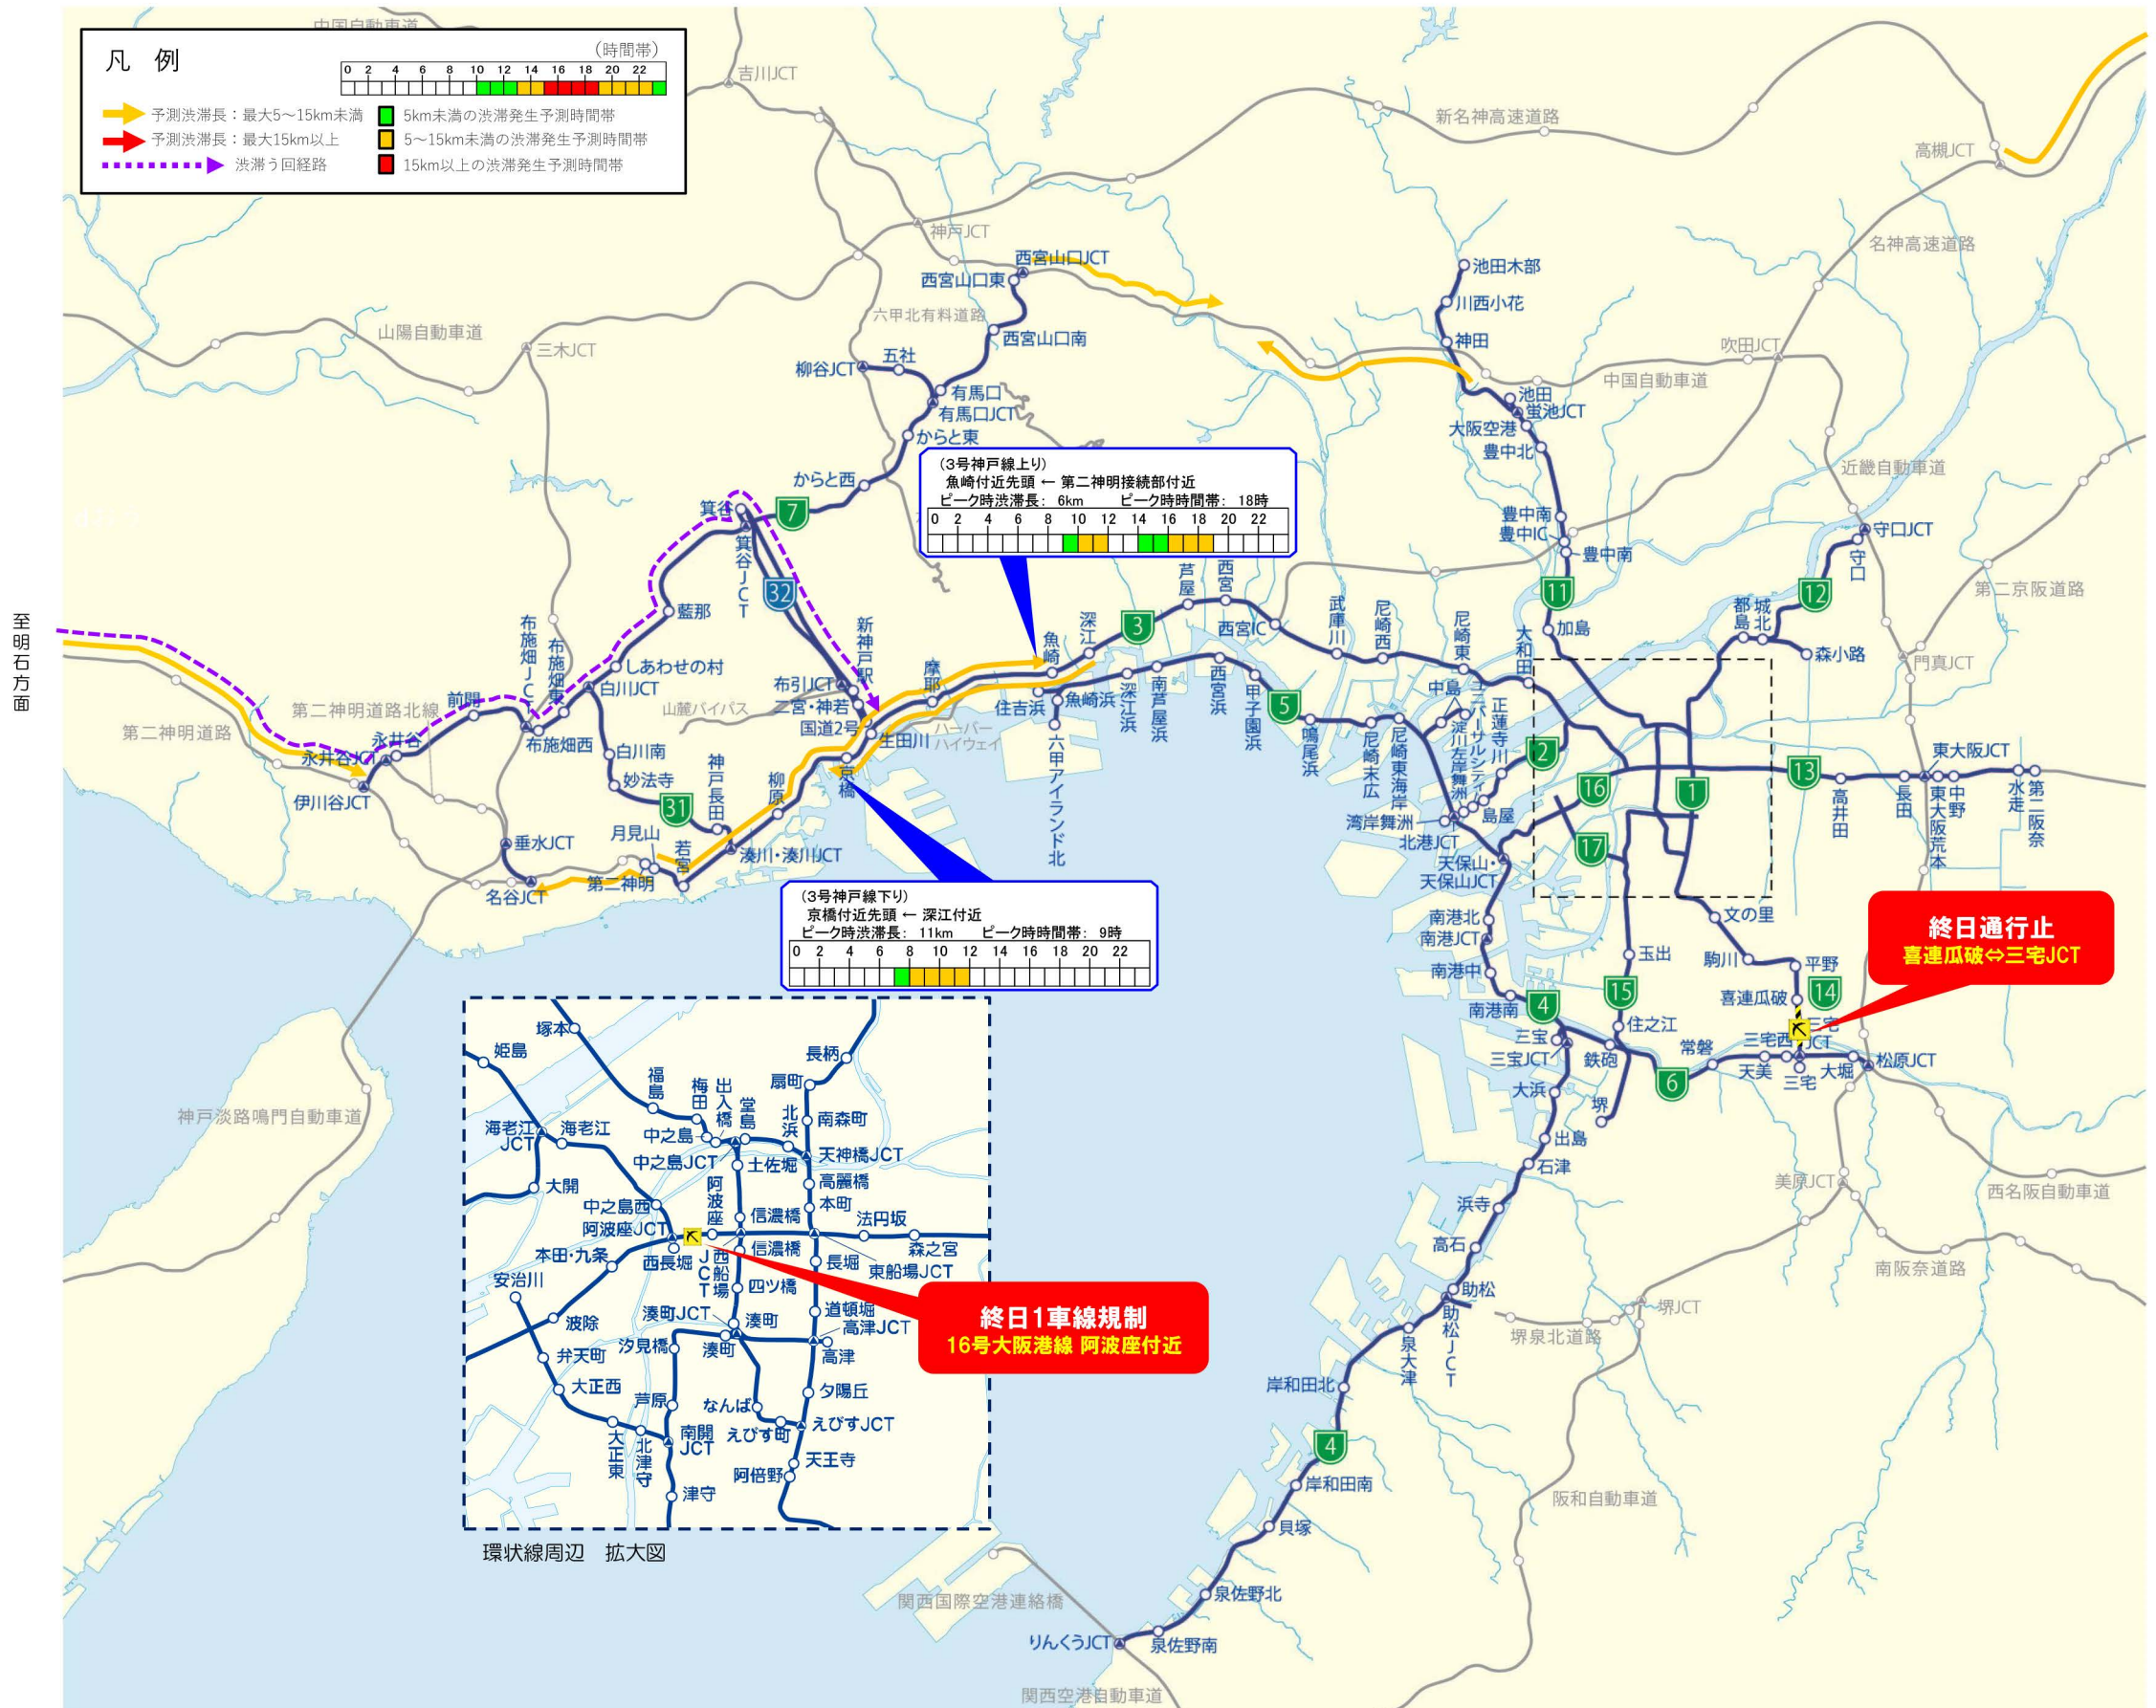 中国自動車道
凡 例
(時間帯)
0 2 4 6 8 10 12 14 16 18 20 22
予測渋滞長:最大5~15km未満
5km未満の渋滞発生予測時間帯
予測渋滞長:最大15km以上
5~15km未満の渋滞発生予測時間帯
渋滞う回経路
15km以上の渋滞発生予測時間帯
吉川JCT
新名神高速道路
高槻JCT
神戸JCT
名神高速道路
西宮山口JCT
西宮山口東
池田木部
川西小花
六甲北有料道路
山陽自動車道
三木JCT
西宮山口南
神田
吹田JCT
柳谷JCT
五社
中国自動車道
有馬口
有馬口JCT
池田
蛍池JCT
大阪空港
からと東
豊中北
近畿自動車道
からと西
(3号神戸線上り)
魚崎付近先頭 ← 第二神明接続部付近
ピーク時渋滞長: 6km ピーク時時間帯: 18時
0 2 4 6 8 10 12 14 16 18 20 22
箕谷
7
箕谷JCT
32
豊中南
豊中IC
豊中南
守口JCT
守口
第二京阪道路
11
12
至明石方面
藍那
布施畑JCT
布施畑東
しあわせの村
白川JCT
新神戸駅
布引JCT
二宮・神若
国道2号
摩耶
魚崎
深江
3
芦屋
西宮
西宮IC
武庫川
尼崎西
尼崎東
大和田
加島
都島
城北
森小路
門真JCT
第二神明道路
第二神明道路北線
前開
永井谷
永井谷JCT
伊川谷JCT
布施畑西
山麓バイパス
生田川
ハーバー
ハイウェイ
住吉浜
魚崎浜
深江浜
南芦屋浜
西宮浜
甲子園浜
5
鳴尾浜
尼崎末広
尼崎東海岸
中島
ユニバーサルシティ
淀川左岸舞洲
正蓮寺川
2
白川南
妙法寺
31
神戸長田
柳原
京橋
六甲アイランド北
湾岸舞洲
北港JCT
島屋
16
1
13
東大阪JCT
高井田
長田
東大阪荒本
中野
水走
第二阪奈
17
天保山・
天保山JCT
垂水JCT
月見山
若宮
湊川・湊川JCT
第二神明
名谷JCT
(3号神戸線下り)
京橋付近先頭 ← 深江付近
ピーク時渋滞長: 11km ピーク時時間帯: 9時
0 2 4 6 8 10 12 14 16 18 20 22
南港北
南港JCT
南港中
南港南
4
文の里
玉出
駒川
平野
喜連瓜破
14
終日通行止
喜連瓜破⇔三宅JCT
15
住之江
三宝
三宝JCT
鉄砲
常磐
三宅西
三宅
JCT
天美
三宅
大堀
松原JCT
6
大浜
堺
出島
石津
浜寺
高石
助松
助松JCT
泉大津
堺泉北道路
堺JCT
美原JCT
西名阪自動車道
南阪奈道路
神戸淡路鳴門自動車道
塚本
姫島
長柄
福島
梅田
出入橋
堂島
扇町
北浜
南森町
海老江
JCT
海老江
中之島
中之島JCT
土佐堀
天神橋JCT
高麗橋
大開
中之島西
阿波座
本町
阿波座JCT
信濃橋
法円坂
本田・九条
西長堀
西船場
JCT
信濃橋
森之宮
長堀
東船場JCT
安治川
四ツ橋
終日1車線規制
16号大阪港線 阿波座付近
波除
湊町JCT
湊町
道頓堀
高津JCT
汐見橋
湊町
高津
弁天町
大正西
芦原
なんば
夕陽丘
えびす町
えびすJCT
大正東
北津守
南開
JCT
天王寺
阿倍野
津守
環状線周辺 拡大図
岸和田北
4
岸和田南
阪和自動車道
貝塚
泉佐野北
関西国際空港連絡橋
りんくうJCT
泉佐野南
関西空港自動車道